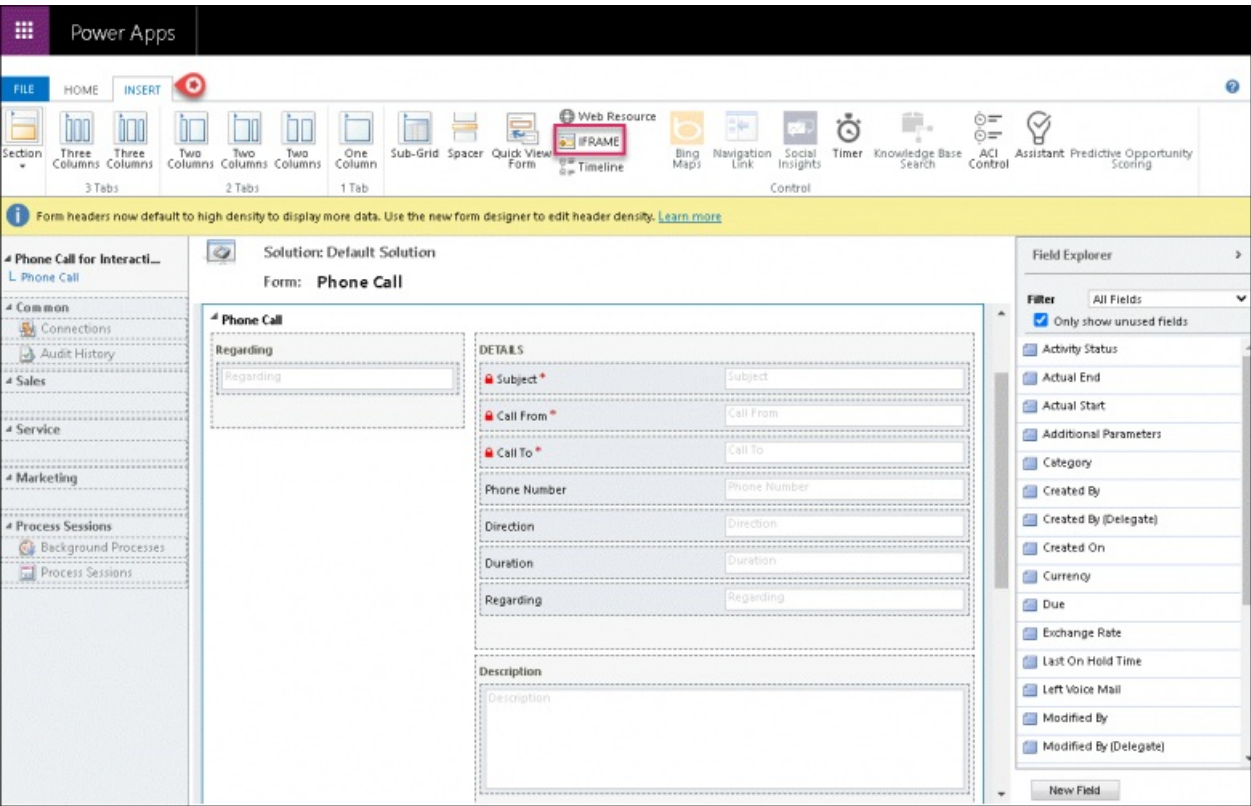 Power Apps
FILE HOME INSERT
Section
Three Columns
Three Columns
3 Tabs
Two Columns
Two Columns
Two Columns
2 Tabs
One Column
1 Tab
Sub-Grid
Spacer
Quick View Form
Web Resource
IFRAME
Timeline
Bing Maps
Navigation Link
Social Insights
Timer
Knowledge Base Search
ACI Control
Assistant
Predictive Opportunity Scoring
Control
Form headers now default to high density to display more data. Use the new form designer to edit header density. Learn more
Phone Call for Interacti...
Phone Call
Common
Connections
Audit History
Sales
Service
Marketing
Process Sessions
Background Processes
Process Sessions
Solution: Default Solution
Form: Phone Call
Phone Call
Regarding
Regarding
DETAILS
Subject * Subject
Call From * Call From
Call To * Call To
Phone Number Phone Number
Direction Direction
Duration Duration
Regarding Regarding
Description
Description
Field Explorer
Filter All Fields
Only show unused fields
Activity Status
Actual End
Actual Start
Additional Parameters
Category
Created By
Created By (Delegate)
Created On
Currency
Due
Exchange Rate
Last On Hold Time
Left Voice Mail
Modified By
Modified By (Delegate)
New Field